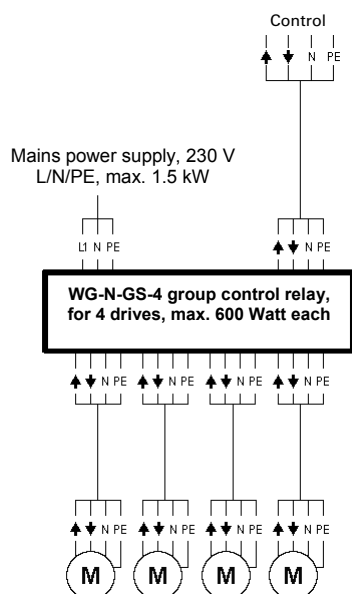 Control
↑ ↓ N PE
Mains power supply, 230 V
L/N/PE, max. 1.5 kW
L1 N PE
↑ ↓ N PE
WG-N-GS-4 group control relay,
for 4 drives, max. 600 Watt each
↑ ↓ N PE ↑ ↓ N PE ↑ ↓ N PE ↑ ↓ N PE
↑ ↓ N PE ↑ ↓ N PE ↑ ↓ N PE ↑ ↓ N PE
M M M M